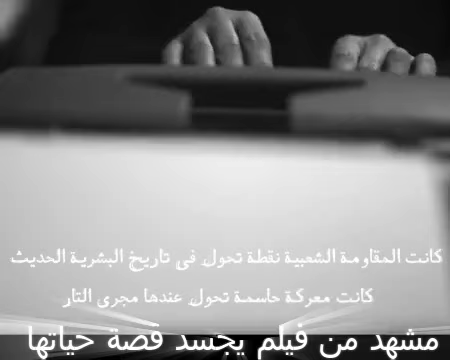 كانت المقاومة الشعبية نقطة تحول في تاريخ البشرية الحديث
كانت معركة حاسمة تحول عندها مجرى التار
مشهد من فيلم يجسد قصة حياتها